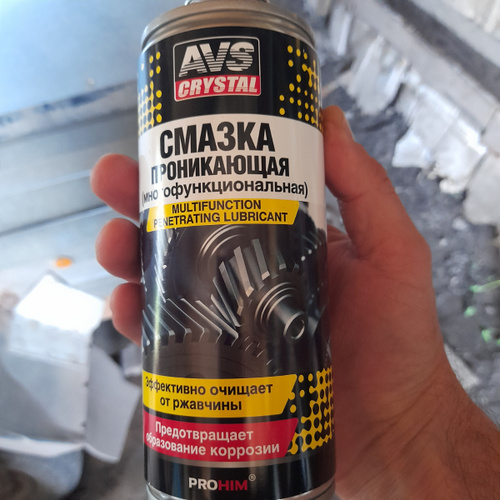 AVS
CRYSTAL
СМАЗКА
ПРОНИКАЮЩАЯ
(многофункциональная)
MULTIFUNCTION
PENETRATING LUBRICANT
Эффективно очищает
от ржавчины
Предотвращает
образование коррозии
PROHIM®